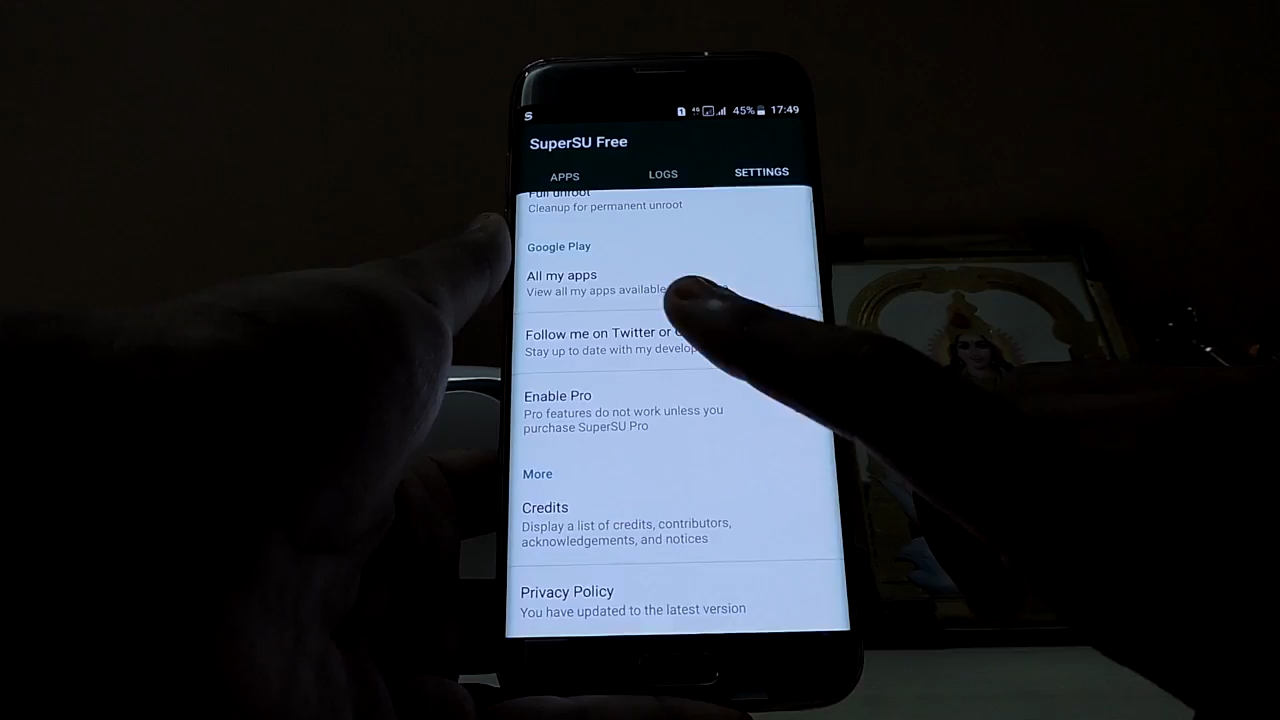 45% 17:49
SuperSU Free
APPS LOGS SETTINGS
Full unroot
Cleanup for permanent unroot
Google Play
All my apps
View all my apps available
Follow me on Twitter or
Stay up to date with my
Enable Pro
Pro features do not work unless you
purchase SuperSU Pro
More
Credits
Display a list of credits, contributors,
acknowledgements, and notices
Privacy Policy
You have updated to the latest version